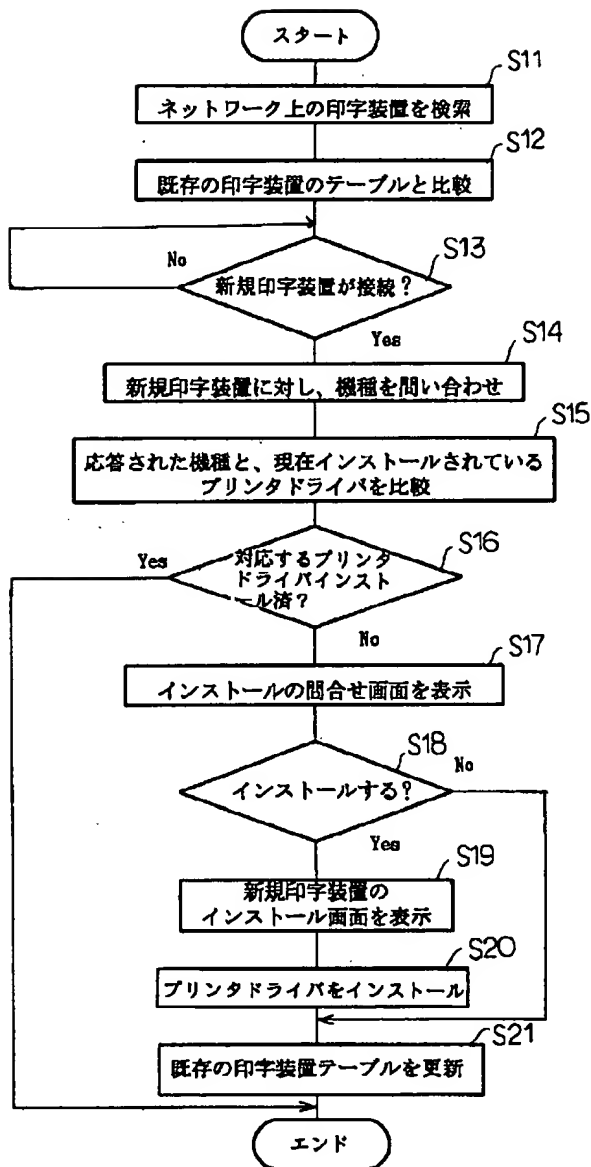 スタート
S11
ネットワーク上の印字装置を検索
S12
既存の印字装置のテーブルと比較
S13
No
新規印字装置が接続？
Yes
S14
新規印字装置に対し、機種を問い合わせ
S15
応答された機種と、現在インストールされている
プリンタドライバを比較
S16
Yes
対応するプリンタ
ドライバインスト
ール済？
No
S17
インストールの問合せ画面を表示
S18
No
インストールする？
Yes
S19
新規印字装置の
インストール画面を表示
S20
プリンタドライバをインストール
S21
既存の印字装置テーブルを更新
エンド